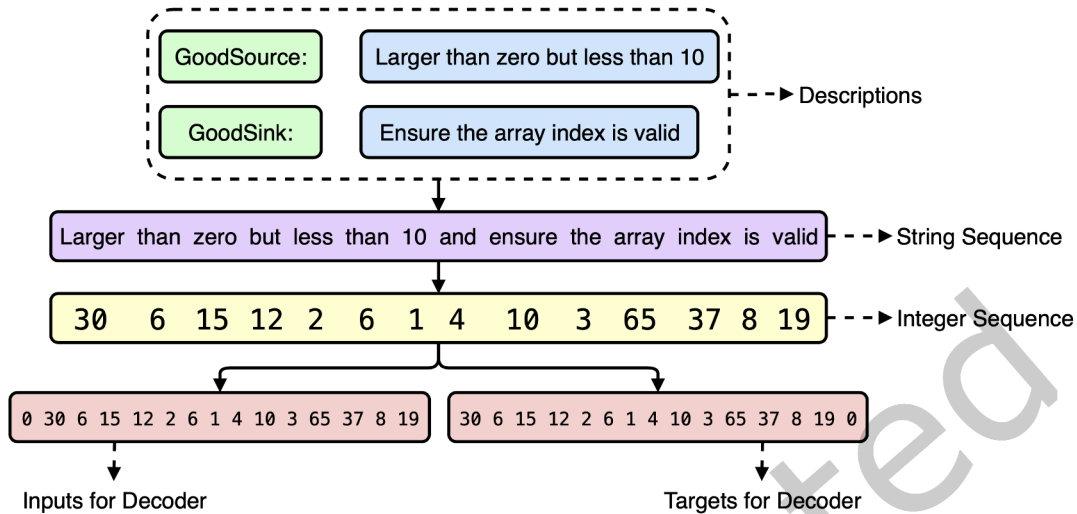 GoodSource: Larger than zero but less than 10
Descriptions
GoodSink: Ensure the array index is valid
Larger than zero but less than 10 and ensure the array index is valid
String Sequence
30 6 15 12 2 6 1 4 10 3 65 37 8 19
Integer Sequence
0 30 6 15 12 2 6 1 4 10 3 65 37 8 19
30 6 15 12 2 6 1 4 10 3 65 37 8 19 0
Inputs for Decoder
Targets for Decoder
ted